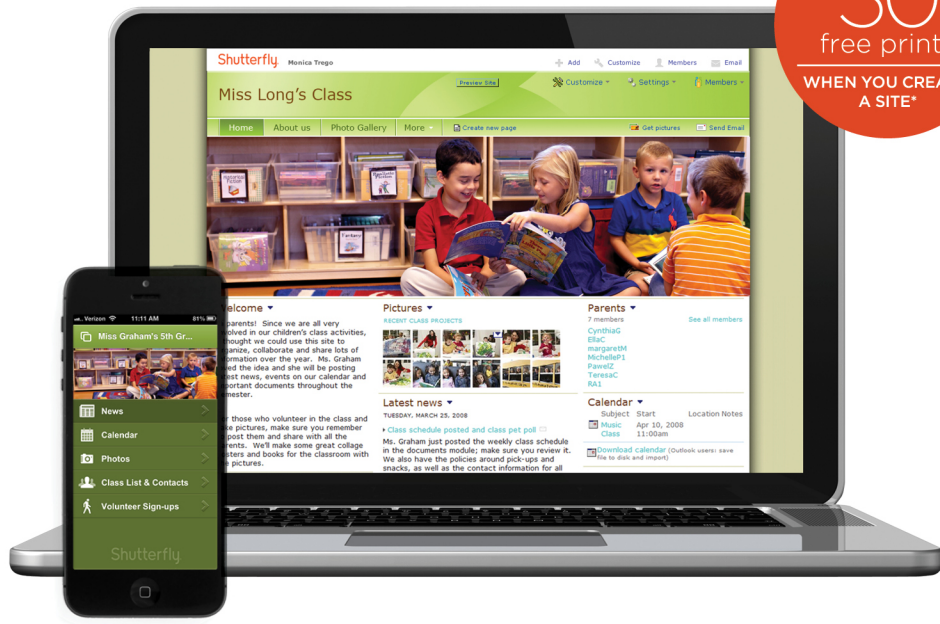 30
free print
WHEN YOU CREA
A SITE*
Shutterfly.
Monica Trego
Add
Customize
Members
Email
Miss Long's Class
Preview Site
Customize
Settings
Members
Home
About us
Photo Gallery
More
Create new page
Get pictures
Send Email
Historical
Fiction
Fantasy
elcome
parents! Since we are all very
volved in our children's class activities,
thought we could use this site to
ganize, collaborate and share lots of
formation over the year. Ms. Graham
ved the idea and she will be posting
test news, events on our calendar and
portant documents throughout the
mester.
r those who volunteer in the class and
ke pictures, make sure you remember
post them and share with all the
arents. We'll make some great collage
sters and books for the classroom with
e pictures.
Pictures
RECENT CLASS PROJECTS
Latest news
TUESDAY, MARCH 25, 2008
Class schedule posted and class pet poll
Ms. Graham just posted the weekly class schedule
in the documents module; make sure you review it.
We also have the policies around pick-ups and
snacks, as well as the contact information for all
Parents
7 members
See all members
CynthiaG
EllaC
margaretM
MichelleP1
PawelZ
TeresaC
RA1
Calendar
Subject Start Location Notes
Music Apr 10, 2008
Class 11:00am
Download calendar (Outlook users: save
file to disk and import)
Verizon 11:11 AM 81%
Miss Graham's 5th Gr...
News
Calendar
Photos
Class List & Contacts
Volunteer Sign-ups
Shutterfly